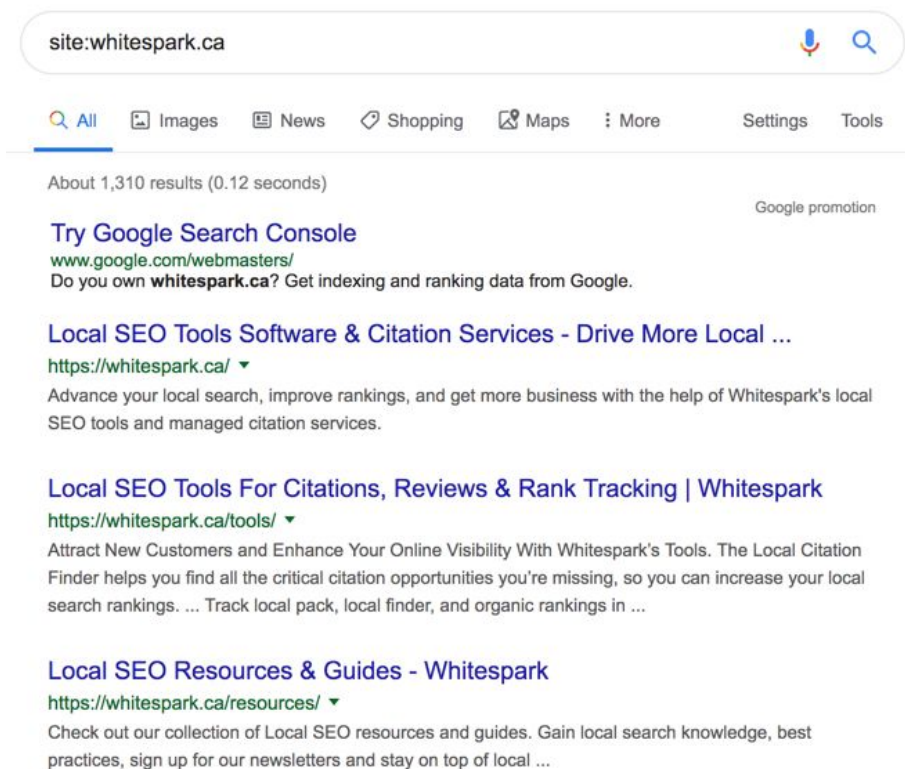 site:whitespark.ca
All Images News Shopping Maps More Settings Tools
About 1,310 results (0.12 seconds)
Google promotion
Try Google Search Console
www.google.com/webmasters/
Do you own whitespark.ca? Get indexing and ranking data from Google.
Local SEO Tools Software & Citation Services - Drive More Local ...
https://whitespark.ca/
Advance your local search, improve rankings, and get more business with the help of Whitespark's local
SEO tools and managed citation services.
Local SEO Tools For Citations, Reviews & Rank Tracking | Whitespark
https://whitespark.ca/tools/
Attract New Customers and Enhance Your Online Visibility With Whitespark's Tools. The Local Citation
Finder helps you find all the critical citation opportunities you're missing, so you can increase your local
search rankings. ... Track local pack, local finder, and organic rankings in ...
Local SEO Resources & Guides - Whitespark
https://whitespark.ca/resources/
Check out our collection of Local SEO resources and guides. Gain local search knowledge, best
practices, sign up for our newsletters and stay on top of local ...